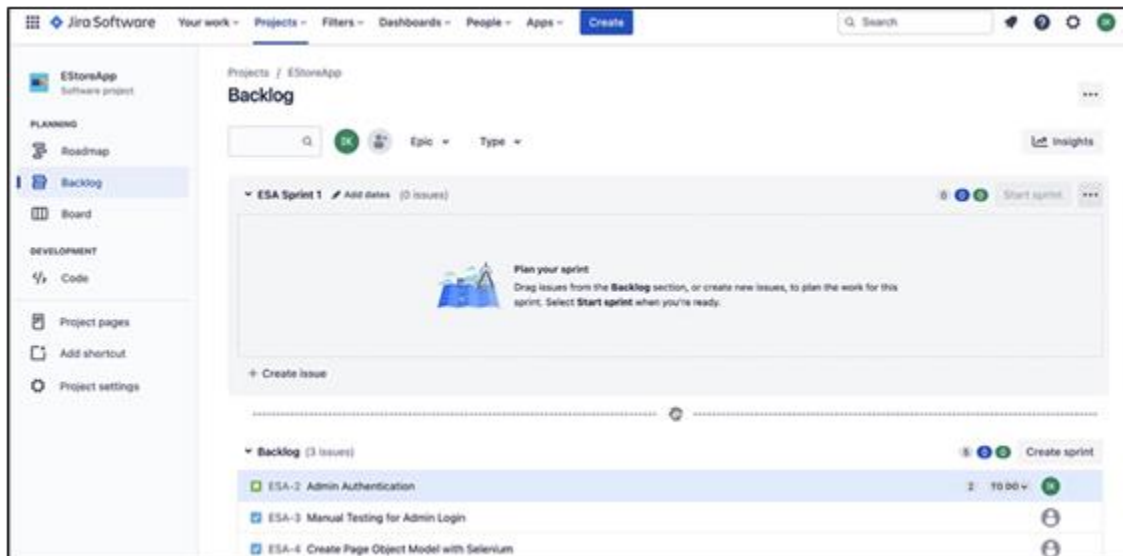 Jira Software Your work Projects Filters Dashboards People Apps Create Search
EStoreApp
Software project
PLANNING
Roadmap
Backlog
Board
DEVELOPMENT
Code
Project pages
Add shortcut
Project settings
Projects / EStoreApp
Backlog
Epic Type Insights
ESA Sprint 1 Add dates (0 issues) 0 0 0 Start sprint
Plan your sprint
Drag issues from the Backlog section, or create new issues, to plan the work for this
sprint. Select Start sprint when you're ready.
+ Create issue
Backlog (3 issues) 0 0 Create sprint
ESA-2 Admin Authentication 2 TO DO
ESA-3 Manual Testing for Admin Login
ESA-4 Create Page Object Model with Selenium